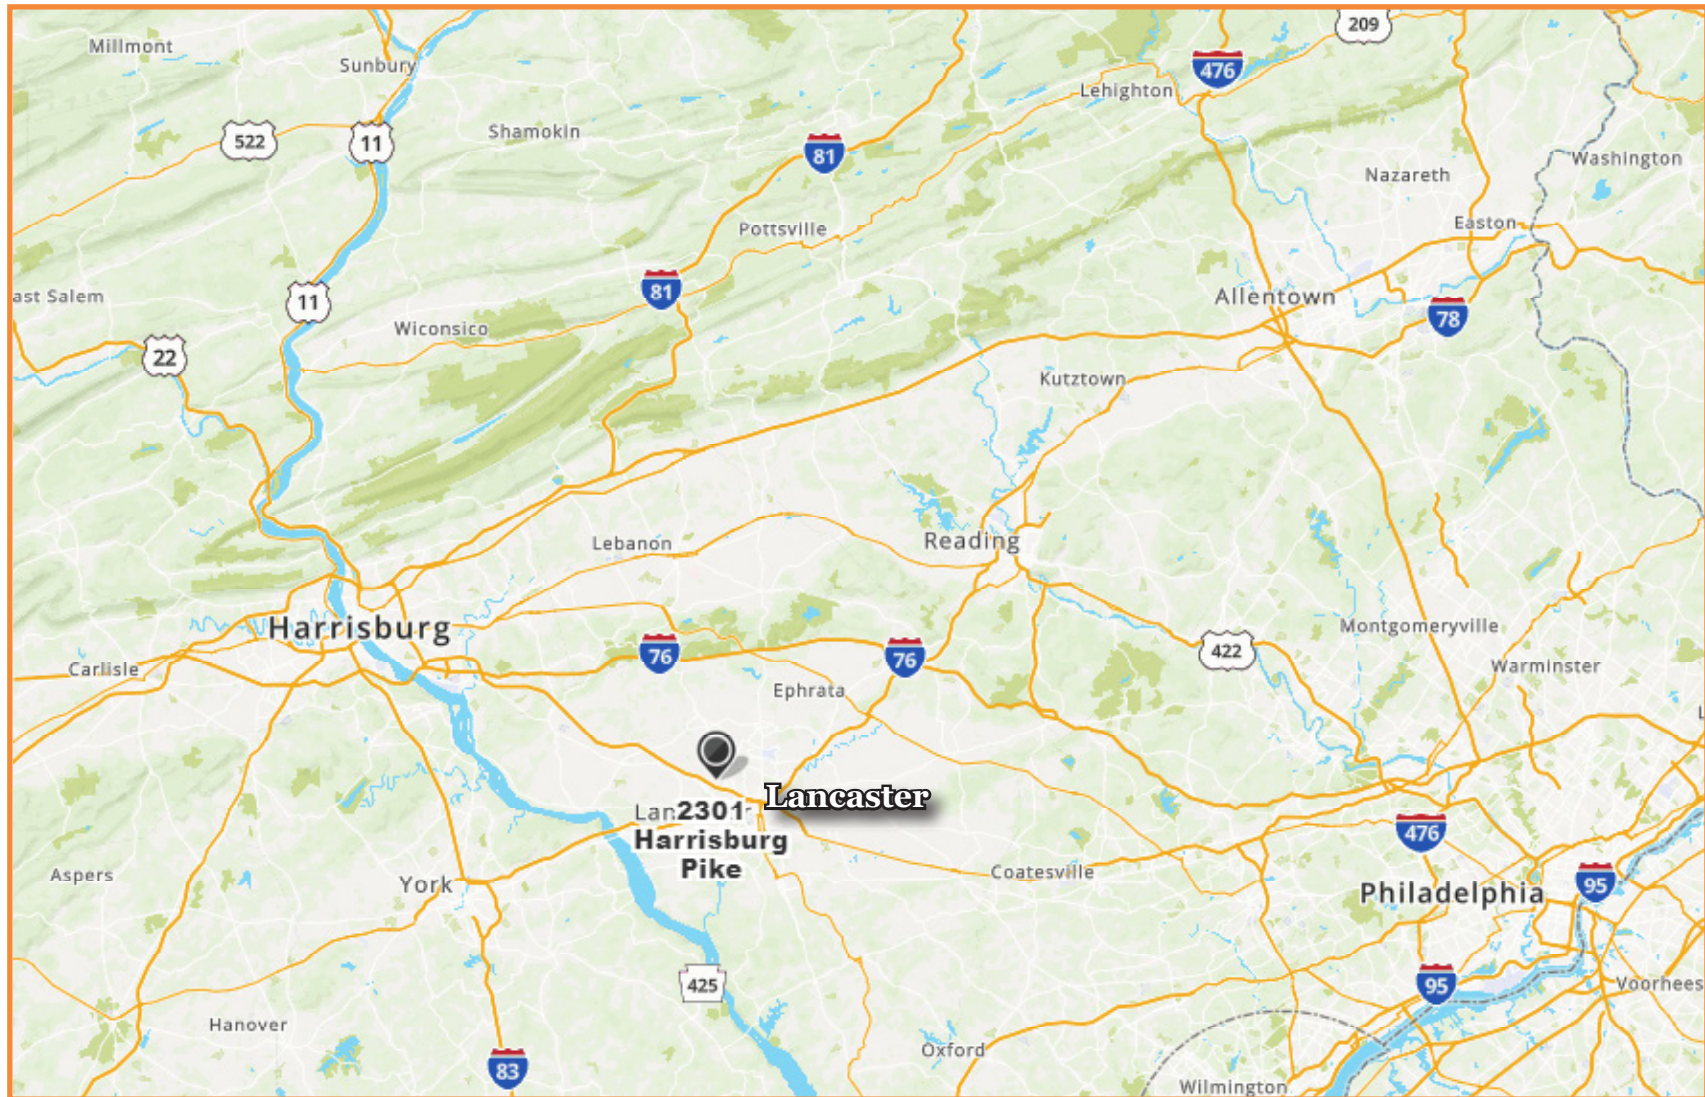 209
Millmont
Sunbury
476
Lehighton
522
11
Shamokin
81
Washington
Nazareth
Pottsville
Easton
81
ast Salem
11
Allentown
78
Wiconsico
22
Kutztown
Reading
Lebanon
Harrisburg
Montgomeryville
76
76
422
Carlisle
Warminster
Ephrata
L
Lancaster
Lan 2301 r
Harrisburg
Pike
476
Coatesville
Aspers
York
Philadelphia
95
425
95
Voorhees
Hanover
Oxford
83
Wilmington